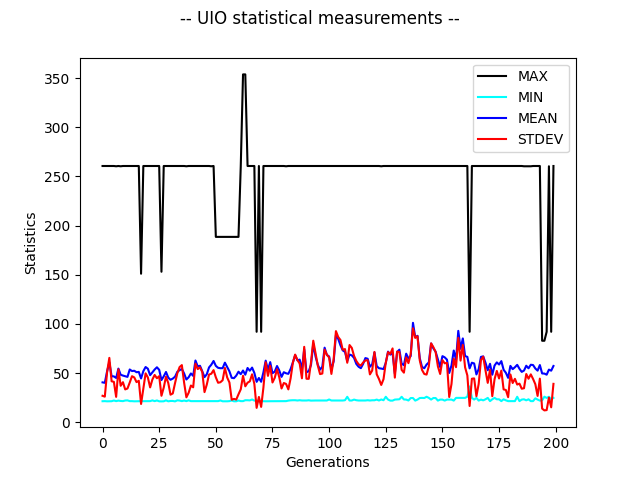 -- UIO statistical measurements --
MAX
MIN
MEAN
STDEV
Statistics
350
300
250
200
150
100
50
0
0 25 50 75 100 125 150 175 200
Generations